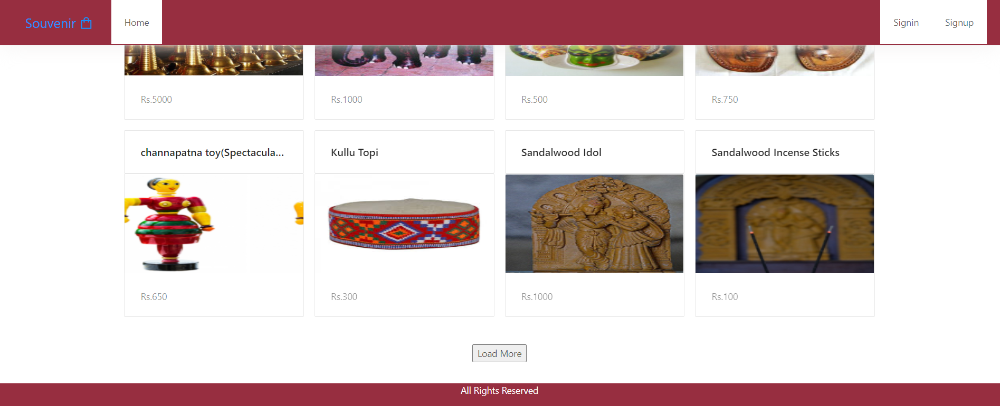 Souvenir
Home
Signin
Signup
Rs.5000
Rs.1000
Rs.500
Rs.750
channapatna toy(Spectacula...
Kullu Topi
Sandalwood Idol
Sandalwood Incense Sticks
Rs.650
Rs.300
Rs.1000
Rs.100
Load More
All Rights Reserved